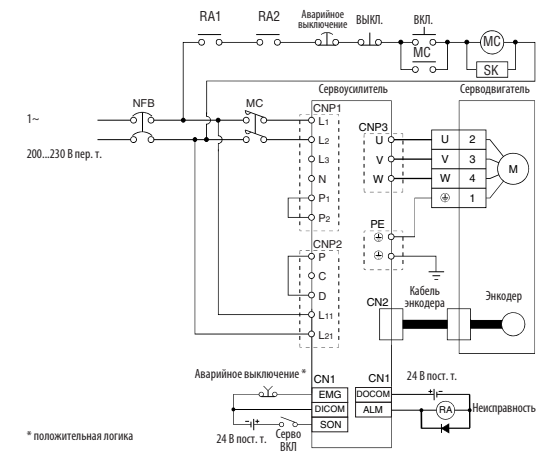 RA1 RA2 Аварийное выключение ВЫКЛ. ВКЛ.
MC
MC
SK
Сервоусилитель Серводвигатель
NFB MC CNP1
1~
200...230 В пер. т.
L1
L2
L3
N
P1
P2
CNP3
U
V
W
U 2
V 3
W 4
1
M
PE
CNP2
P
C
D
L11
L21
CN2
Кабель энкодера
Энкодер
Аварийное выключение *
CN1 CN1
EMG
DICOM
SON
DOCOM
ALM
24 В пост. т.
RA
Неисправность
24 В пост. т.
Серво ВКЛ
* положительная логика